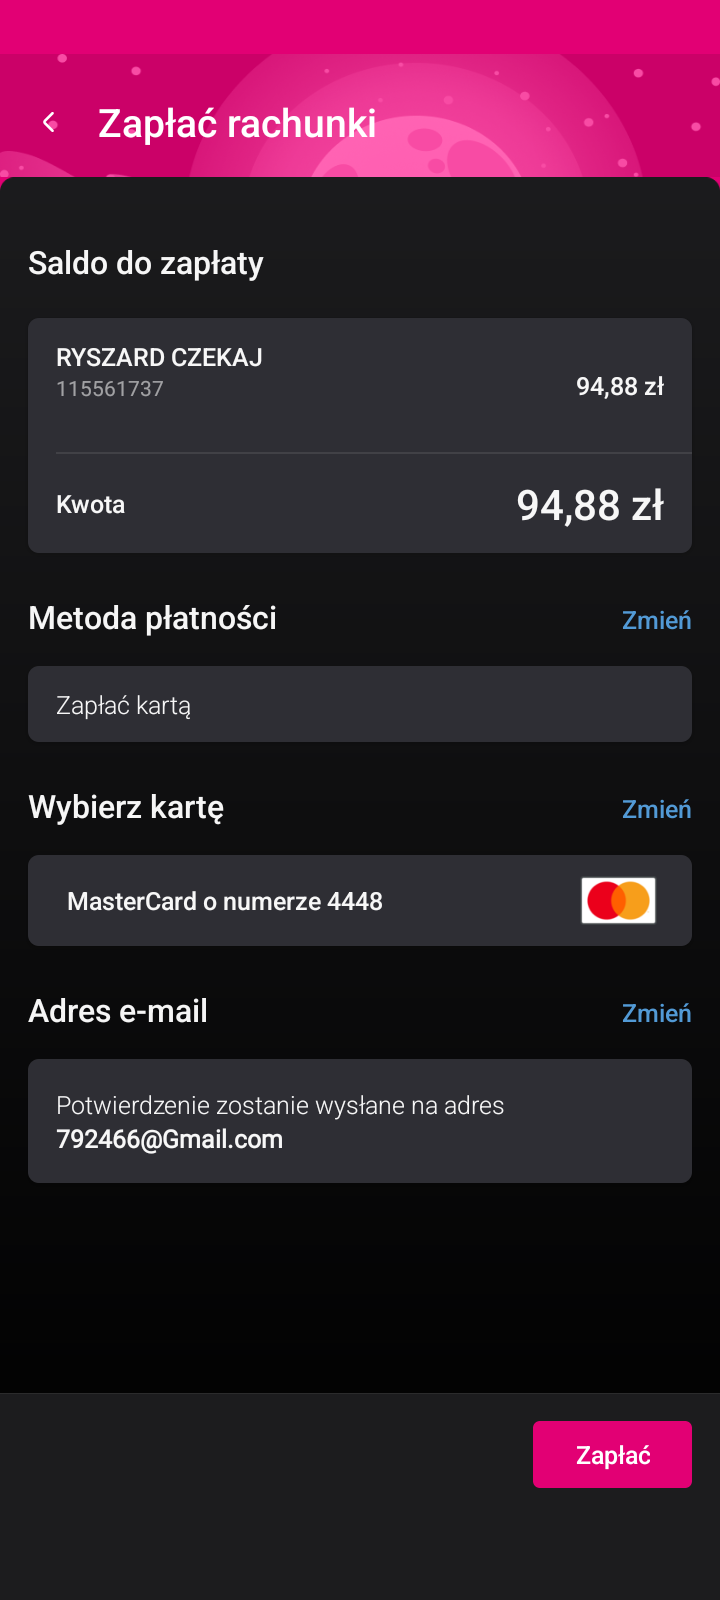 Zapłać rachunki
Saldo do zapłaty
RYSZARD CZEKAJ
115561737
94,88 zł
Kwota
94,88 zł
Metoda płatności
Zmień
Zapłać kartą
Wybierz kartę
Zmień
MasterCard o numerze 4448
Adres e-mail
Zmień
Potwierdzenie zostanie wysłane na adres
792466@Gmail.com
Zapłać